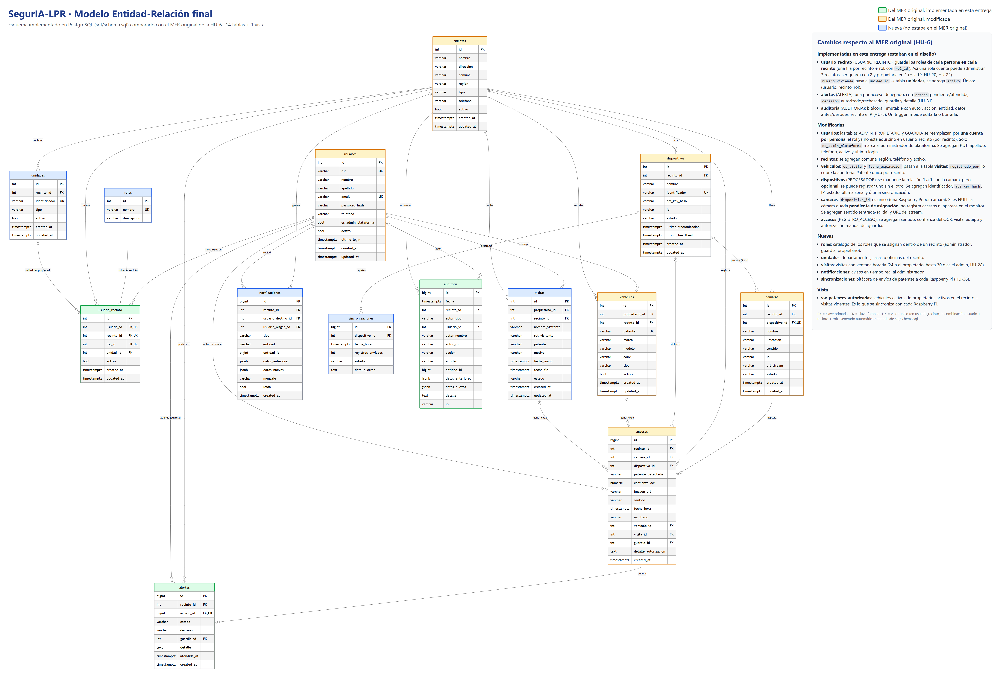 SegurIA-LPR · Modelo Entidad-Relación final
Esquema implementado en PostgreSQL (sql/schema.sql) comparado con el MER original de la HU-6 · 14 tablas + 1 vista
Del MER original, implementada en esta entrega
Del MER original, modificada
Nueva (no estaba en el MER original)
Cambios respecto al MER original (HU-6)
Implementadas en esta entrega (estaban en el diseño)
• usuario_recinto (USUARIO_RECINTO): guarda los roles de cada persona en cada
recinto (una fila por recinto + rol, con rol_id). Así una sola cuenta puede administrar
3 recintos, ser guardia en 2 y propietaria en 1 (HU-19, HU-20, HU-22).
numero_vivienda pasa a unidad_id → tabla unidades; se agrega activo. Único:
(usuario, recinto, rol).
• alertas (ALERTA): una por acceso denegado, con estado pendiente/atendida,
decision autorizado/rechazado, guardia y detalle (HU-31).
• auditoria (AUDITORIA): bitácora inmutable con autor, acción, entidad, datos
antes/después, recinto e IP (HU-5). Un trigger impide editarla o borrarla.
Modificadas
• usuarios: las tablas ADMIN, PROPIETARIO y GUARDIA se reemplazan por una cuenta
por persona; el rol ya no está aquí sino en usuario_recinto (por recinto). Solo
es_admin_plataforma marca al administrador de plataforma. Se agregan RUT, apellido,
teléfono, activo y último login.
• recintos: se agregan comuna, región, teléfono y activo.
• vehiculos: es_visita y fecha_expiracion pasan a la tabla visitas; registrado_por lo
cubre la auditoría. Patente única por recinto.
• dispositivos (PROCESADOR): se mantiene la relación 1 a 1 con la cámara, pero
opcional: se puede registrar uno sin el otro. Se agregan identificador, api_key_hash,
IP, estado, última señal y última sincronización.
• camaras: dispositivo_id es único (una Raspberry Pi por cámara). Si es NULL la
cámara queda pendiente de asignación: no registra accesos ni aparece en el monitor.
Se agregan sentido (entrada/salida) y URL del stream.
• accesos (REGISTRO_ACCESO): se agregan sentido, confianza del OCR, visita, equipo y
autorización manual del guardia.
Nuevas
• roles: catálogo de los roles que se asignan dentro de un recinto (administrador,
guardia, propietario).
• unidades: departamentos, casas u oficinas del recinto.
• visitas: visitas con ventana horaria (24 h el propietario, hasta 30 días el admin, HU-28).
• notificaciones: avisos en tiempo real al administrador.
• sincronizaciones: bitácora de envíos de patentes a cada Raspberry Pi (HU-36).
Vista
• vw_patentes_autorizadas: vehículos activos de propietarios activos en el recinto +
visitas vigentes. Es lo que se sincroniza con cada Raspberry Pi.
PK = clave primaria · FK = clave foránea · UK = valor único (en usuario_recinto, la combinación usuario +
recinto + rol). Generado automáticamente desde sql/schema.sql.
recintos
int id PK
varchar nombre
varchar direccion
varchar comuna
varchar region
varchar tipo
varchar telefono
bool activo
timestamptz created_at
timestamptz updated_at
contiene
tiene
usuarios
int id PK
varchar rut UK
varchar nombre
varchar apellido
varchar email UK
varchar password_hash
varchar telefono
bool es_admin_plataforma
bool activo
timestamptz ultimo_login
timestamptz created_at
timestamptz updated_at
dispositivos
int id PK
int recinto_id FK
varchar nombre
varchar identificador UK
varchar api_key_hash
varchar ip
varchar estado
timestamptz ultima_sincronizacion
timestamptz ultimo_heartbeat
timestamptz created_at
timestamptz updated_at
unidades
int id PK
int recinto_id FK
varchar identificador UK
varchar tipo
bool activo
timestamptz created_at
timestamptz updated_at
roles
int id PK
varchar nombre UK
varchar descripcion
vincula
genera
ocurre en
recibe
autoriza
tiene
tiene roles en
recibe
autor
programa
es dueño
procesa (1 a 1)
unidad del propietario
rol en el recinto
registra
registra
usuario_recinto
int id PK
int usuario_id FK,UK
int recinto_id FK,UK
int rol_id FK,UK
int unidad_id FK
bool activo
timestamptz created_at
timestamptz updated_at
notificaciones
bigint id PK
int recinto_id FK
int usuario_destino_id FK
int usuario_origen_id FK
varchar tipo
varchar entidad
bigint entidad_id
jsonb datos_anteriores
jsonb datos_nuevos
varchar mensaje
bool leida
timestamptz created_at
sincronizaciones
bigint id PK
int dispositivo_id FK
timestamptz fecha_hora
int registros_enviados
varchar estado
text detalle_error
auditoria
bigint id PK
timestamptz fecha
int recinto_id FK
varchar actor_tipo
int usuario_id FK
varchar actor_nombre
varchar actor_rol
varchar accion
varchar entidad
bigint entidad_id
jsonb datos_anteriores
jsonb datos_nuevos
text detalle
varchar ip
visitas
int id PK
int propietario_id FK
int recinto_id FK
varchar nombre_visitante
varchar rut_visitante
varchar patente
varchar motivo
timestamptz fecha_inicio
timestamptz fecha_fin
varchar estado
timestamptz created_at
timestamptz updated_at
vehiculos
int id PK
int propietario_id FK
int recinto_id FK
varchar patente UK
varchar marca
varchar modelo
varchar color
varchar tipo
bool activo
timestamptz created_at
timestamptz updated_at
camaras
int id PK
int recinto_id FK
int dispositivo_id FK,UK
varchar nombre
varchar ubicacion
varchar sentido
varchar ip
varchar url_stream
varchar estado
timestamptz created_at
timestamptz updated_at
pertenece
autoriza manual
detecta
atiende (guardia)
identificada
identificado
captura
accesos
bigint id PK
int recinto_id FK
int camara_id FK
int dispositivo_id FK
varchar patente_detectada
numeric confianza_ocr
varchar imagen_url
varchar sentido
timestamptz fecha_hora
varchar resultado
int vehiculo_id FK
int visita_id FK
int guardia_id FK
text detalle_autorizacion
timestamptz created_at
genera
alertas
bigint id PK
int recinto_id FK
bigint acceso_id FK,UK
varchar estado
varchar decision
int guardia_id FK
text detalle
timestamptz atendida_at
timestamptz created_at